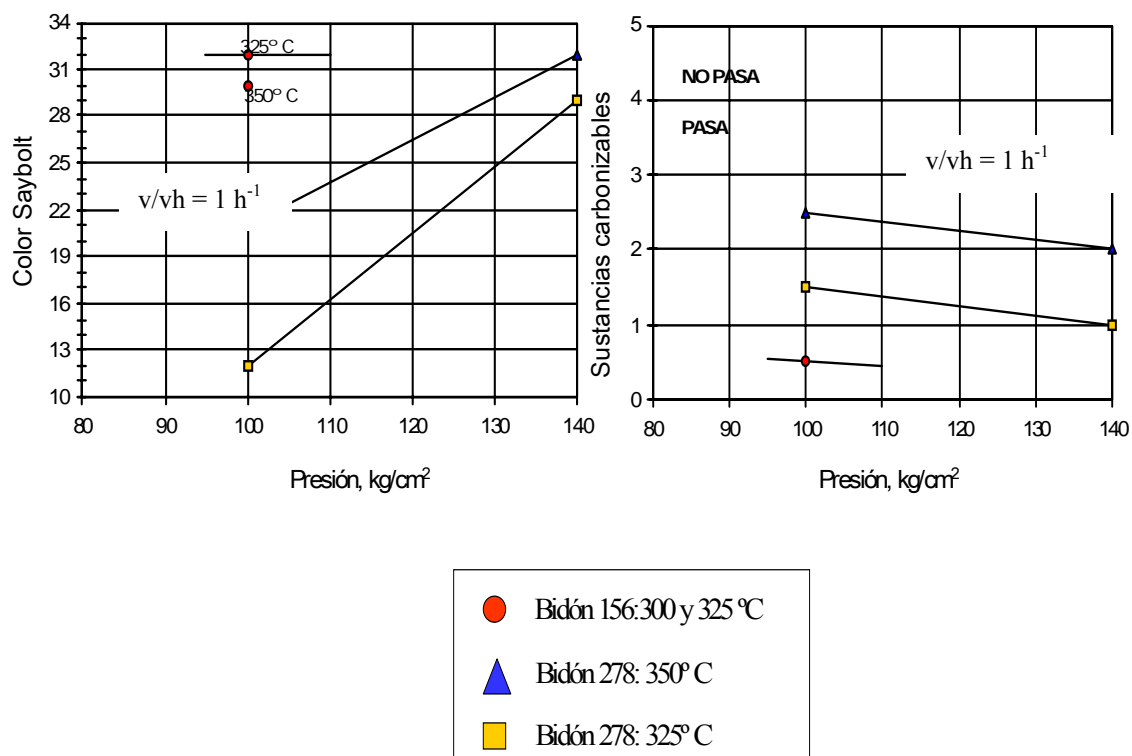 34
31
28
25
22
19
16
13
10
Color Saybolt
325º C
350º C
v/vh = 1 h⁻¹
80 90 100 110 120 130 140
Presión, kg/cm²
5
4
3
2
1
0
Sustancias carbonizables
NO PASA
PASA
v/vh = 1 h⁻¹
80 90 100 110 120 130 140
Presión, kg/cm²
Bidón 156:300 y 325 ºC
Bidón 278: 350º C
Bidón 278: 325º C